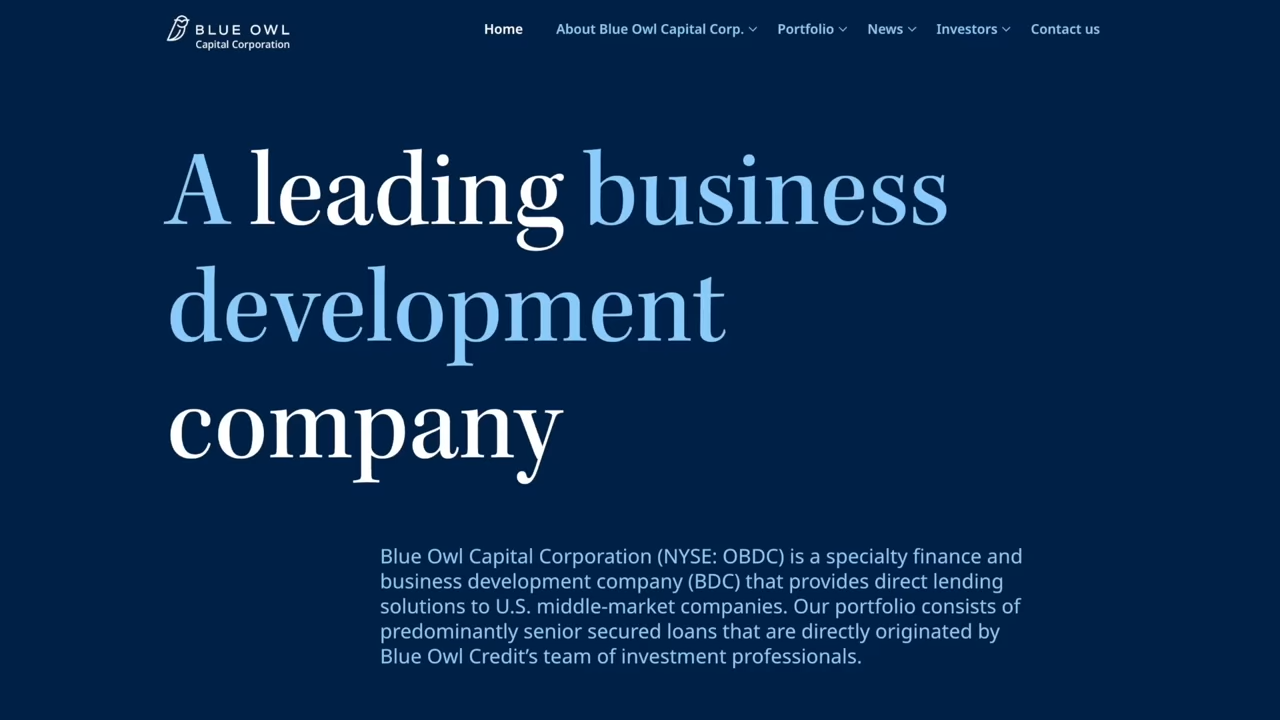 BLUE OWL
Capital Corporation
Home About Blue Owl Capital Corp. Portfolio News Investors Contact us
A leading business
development
company
Blue Owl Capital Corporation (NYSE: OBDC) is a specialty finance and
business development company (BDC) that provides direct lending
solutions to U.S. middle-market companies. Our portfolio consists of
predominantly senior secured loans that are directly originated by
Blue Owl Credit’s team of investment professionals.